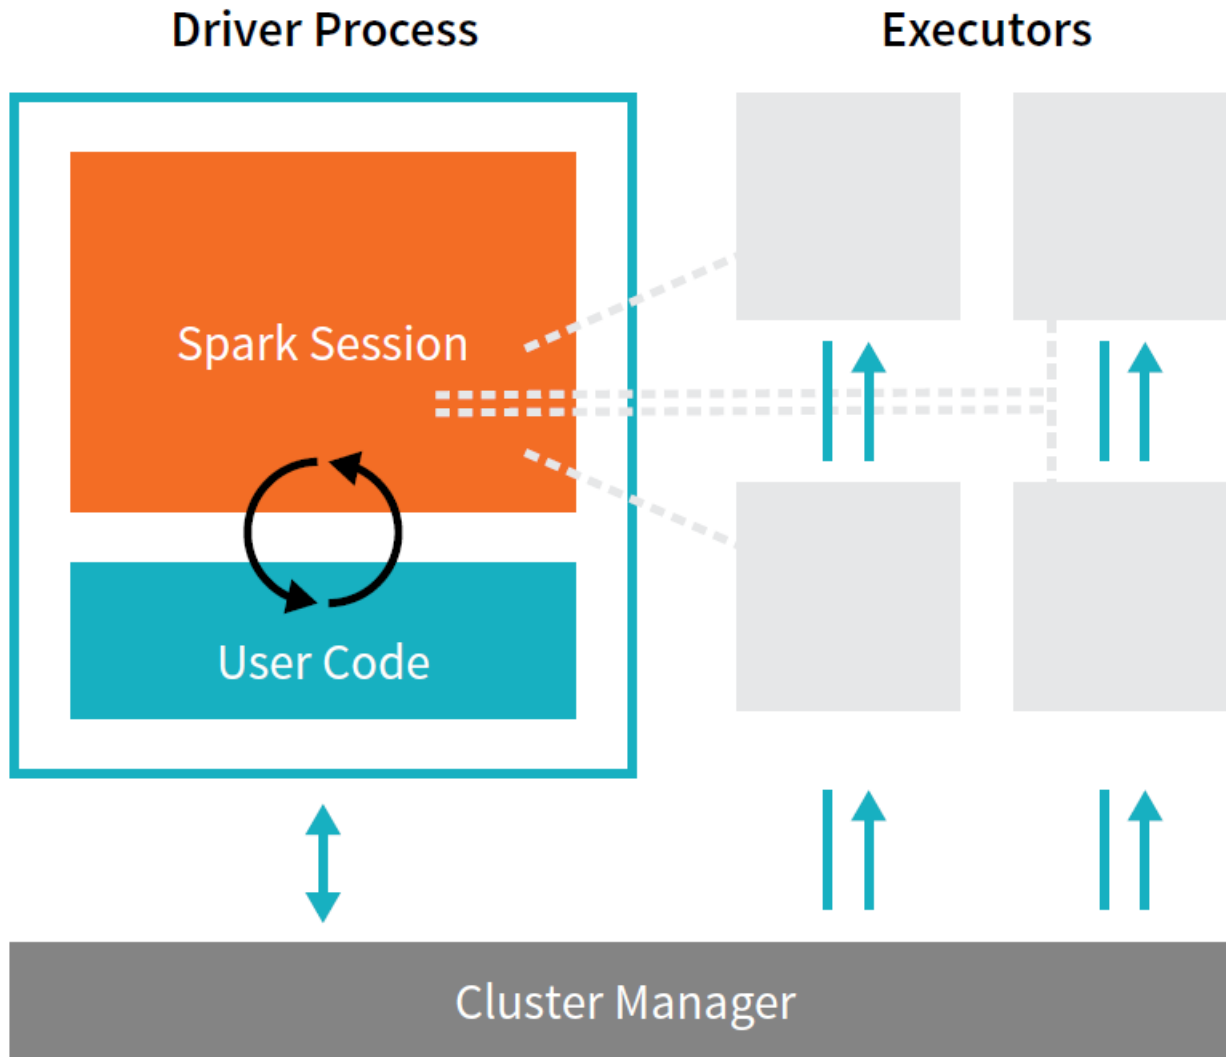 Driver Process
Executors
Spark Session
User Code
Cluster Manager